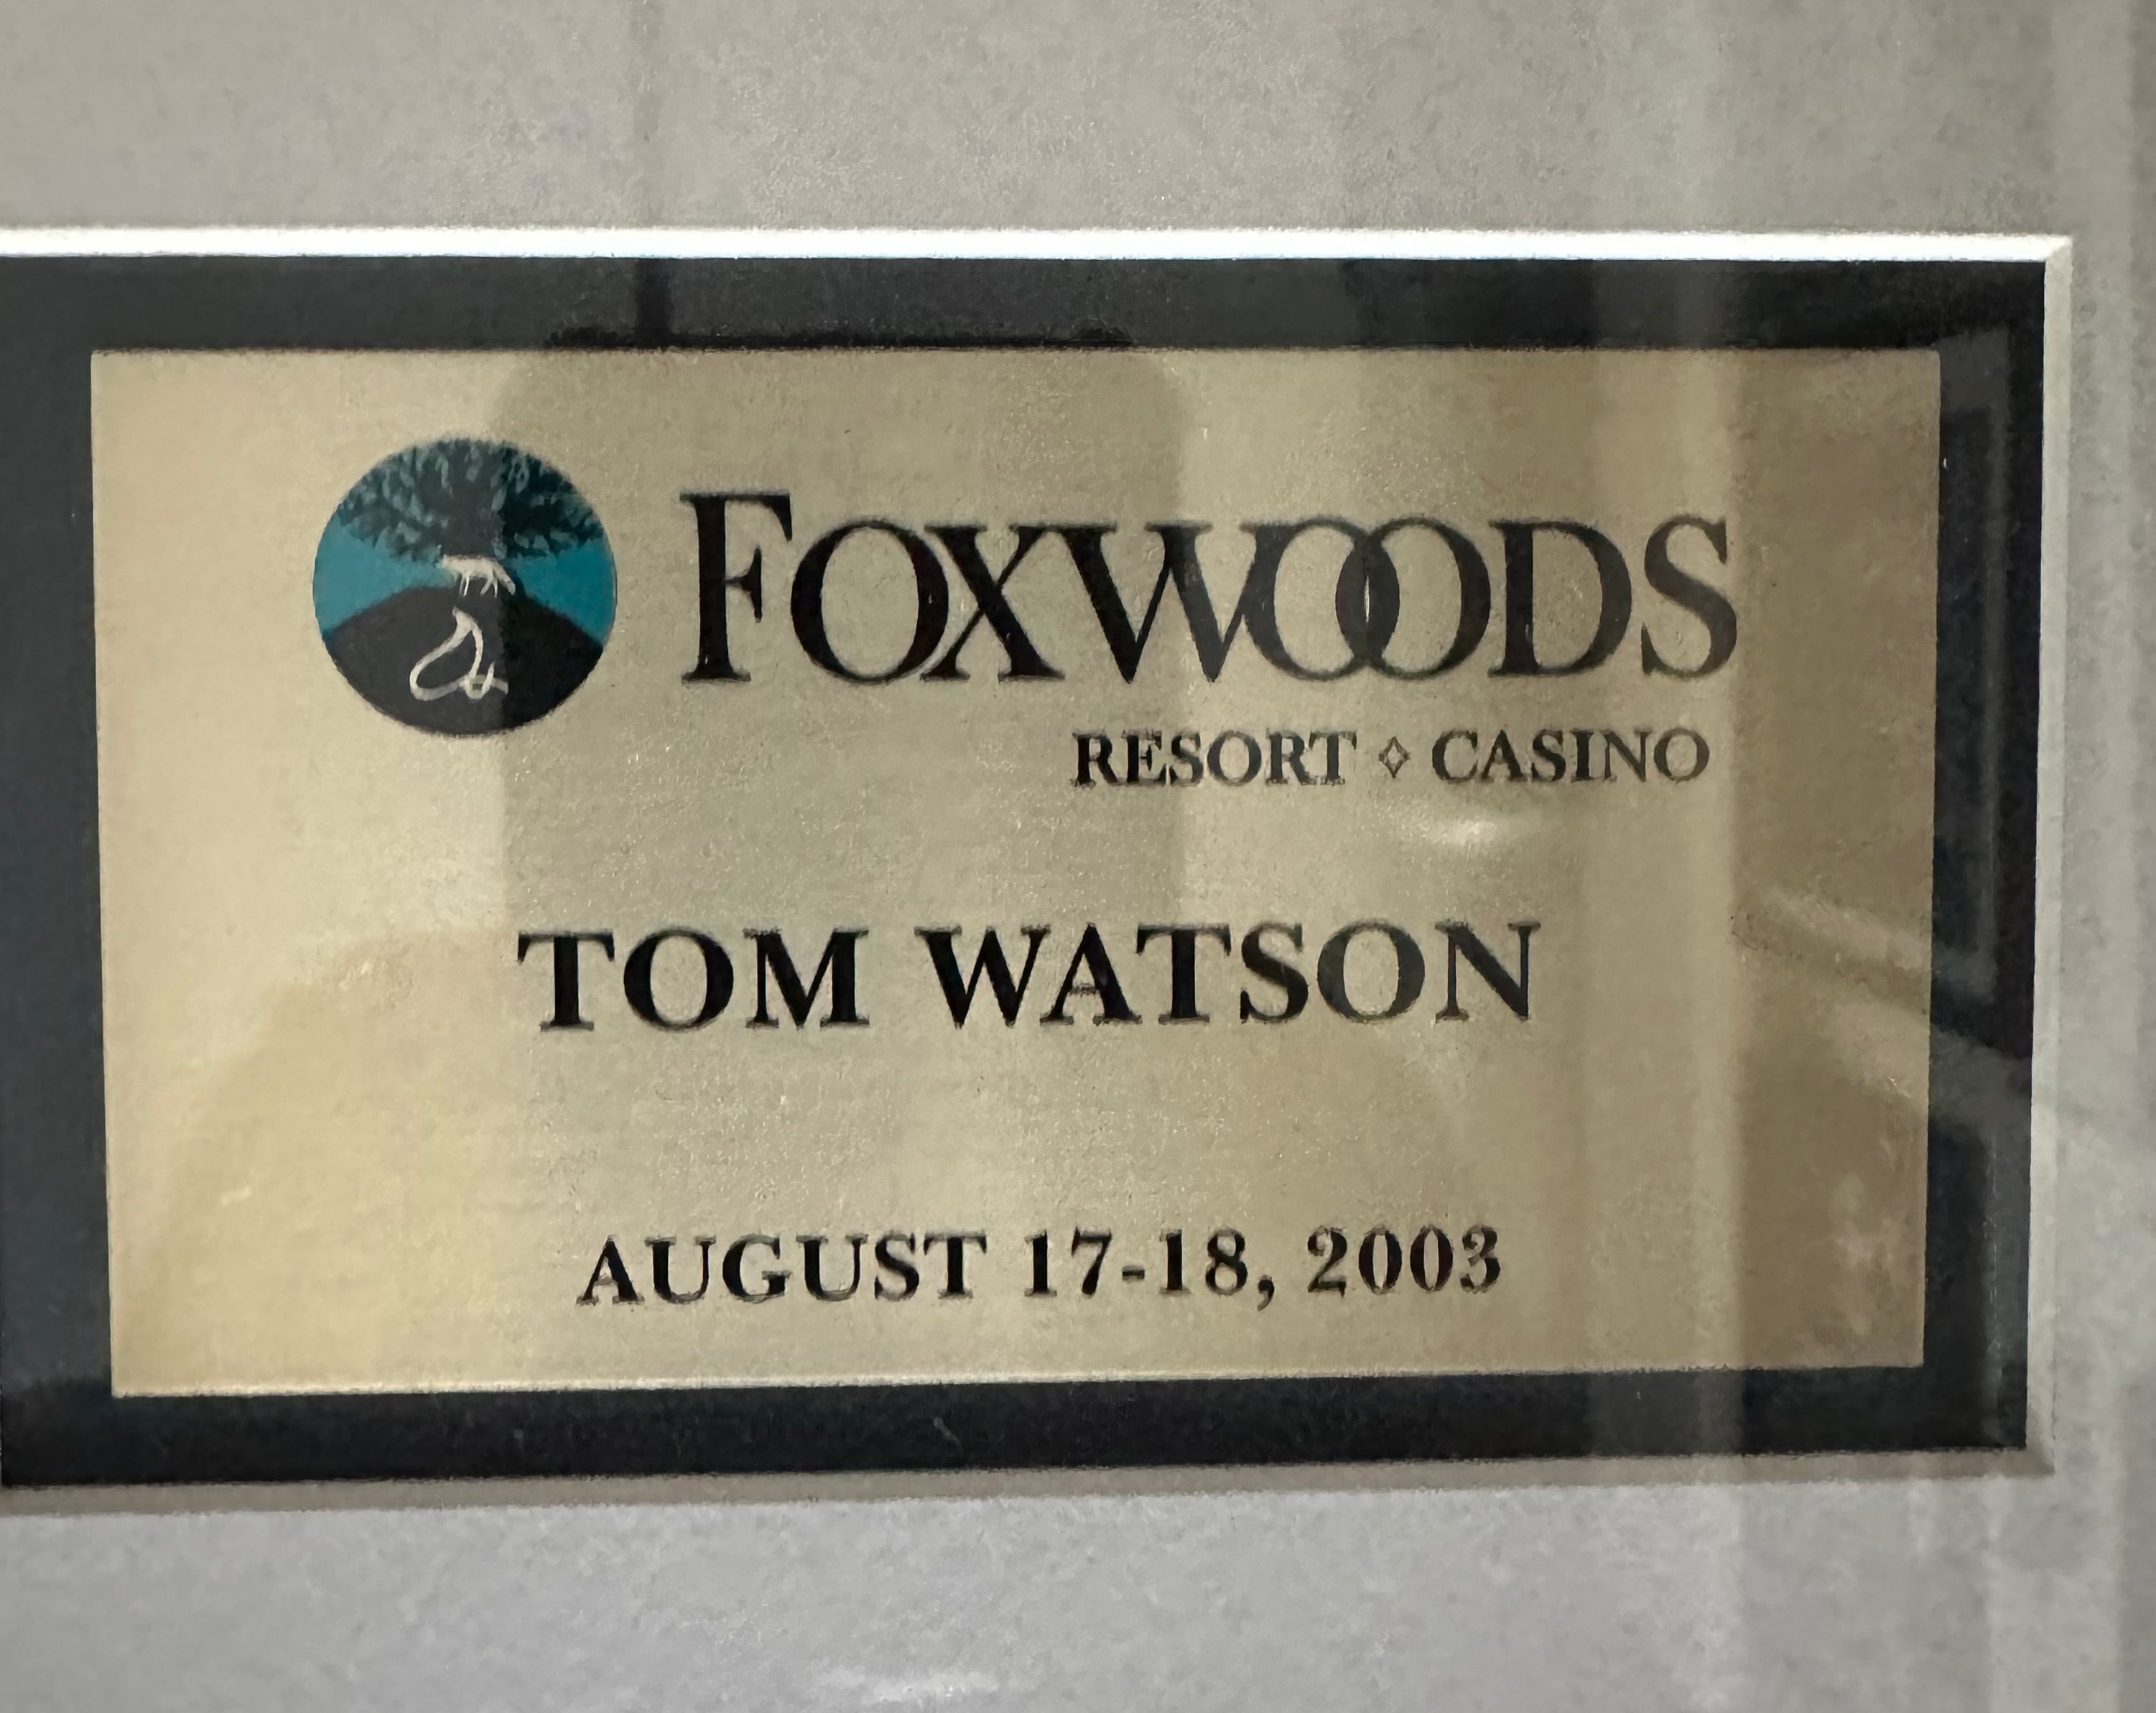 FOXWOODS
RESORT ◊ CASINO
TOM WATSON
AUGUST 17-18, 2003